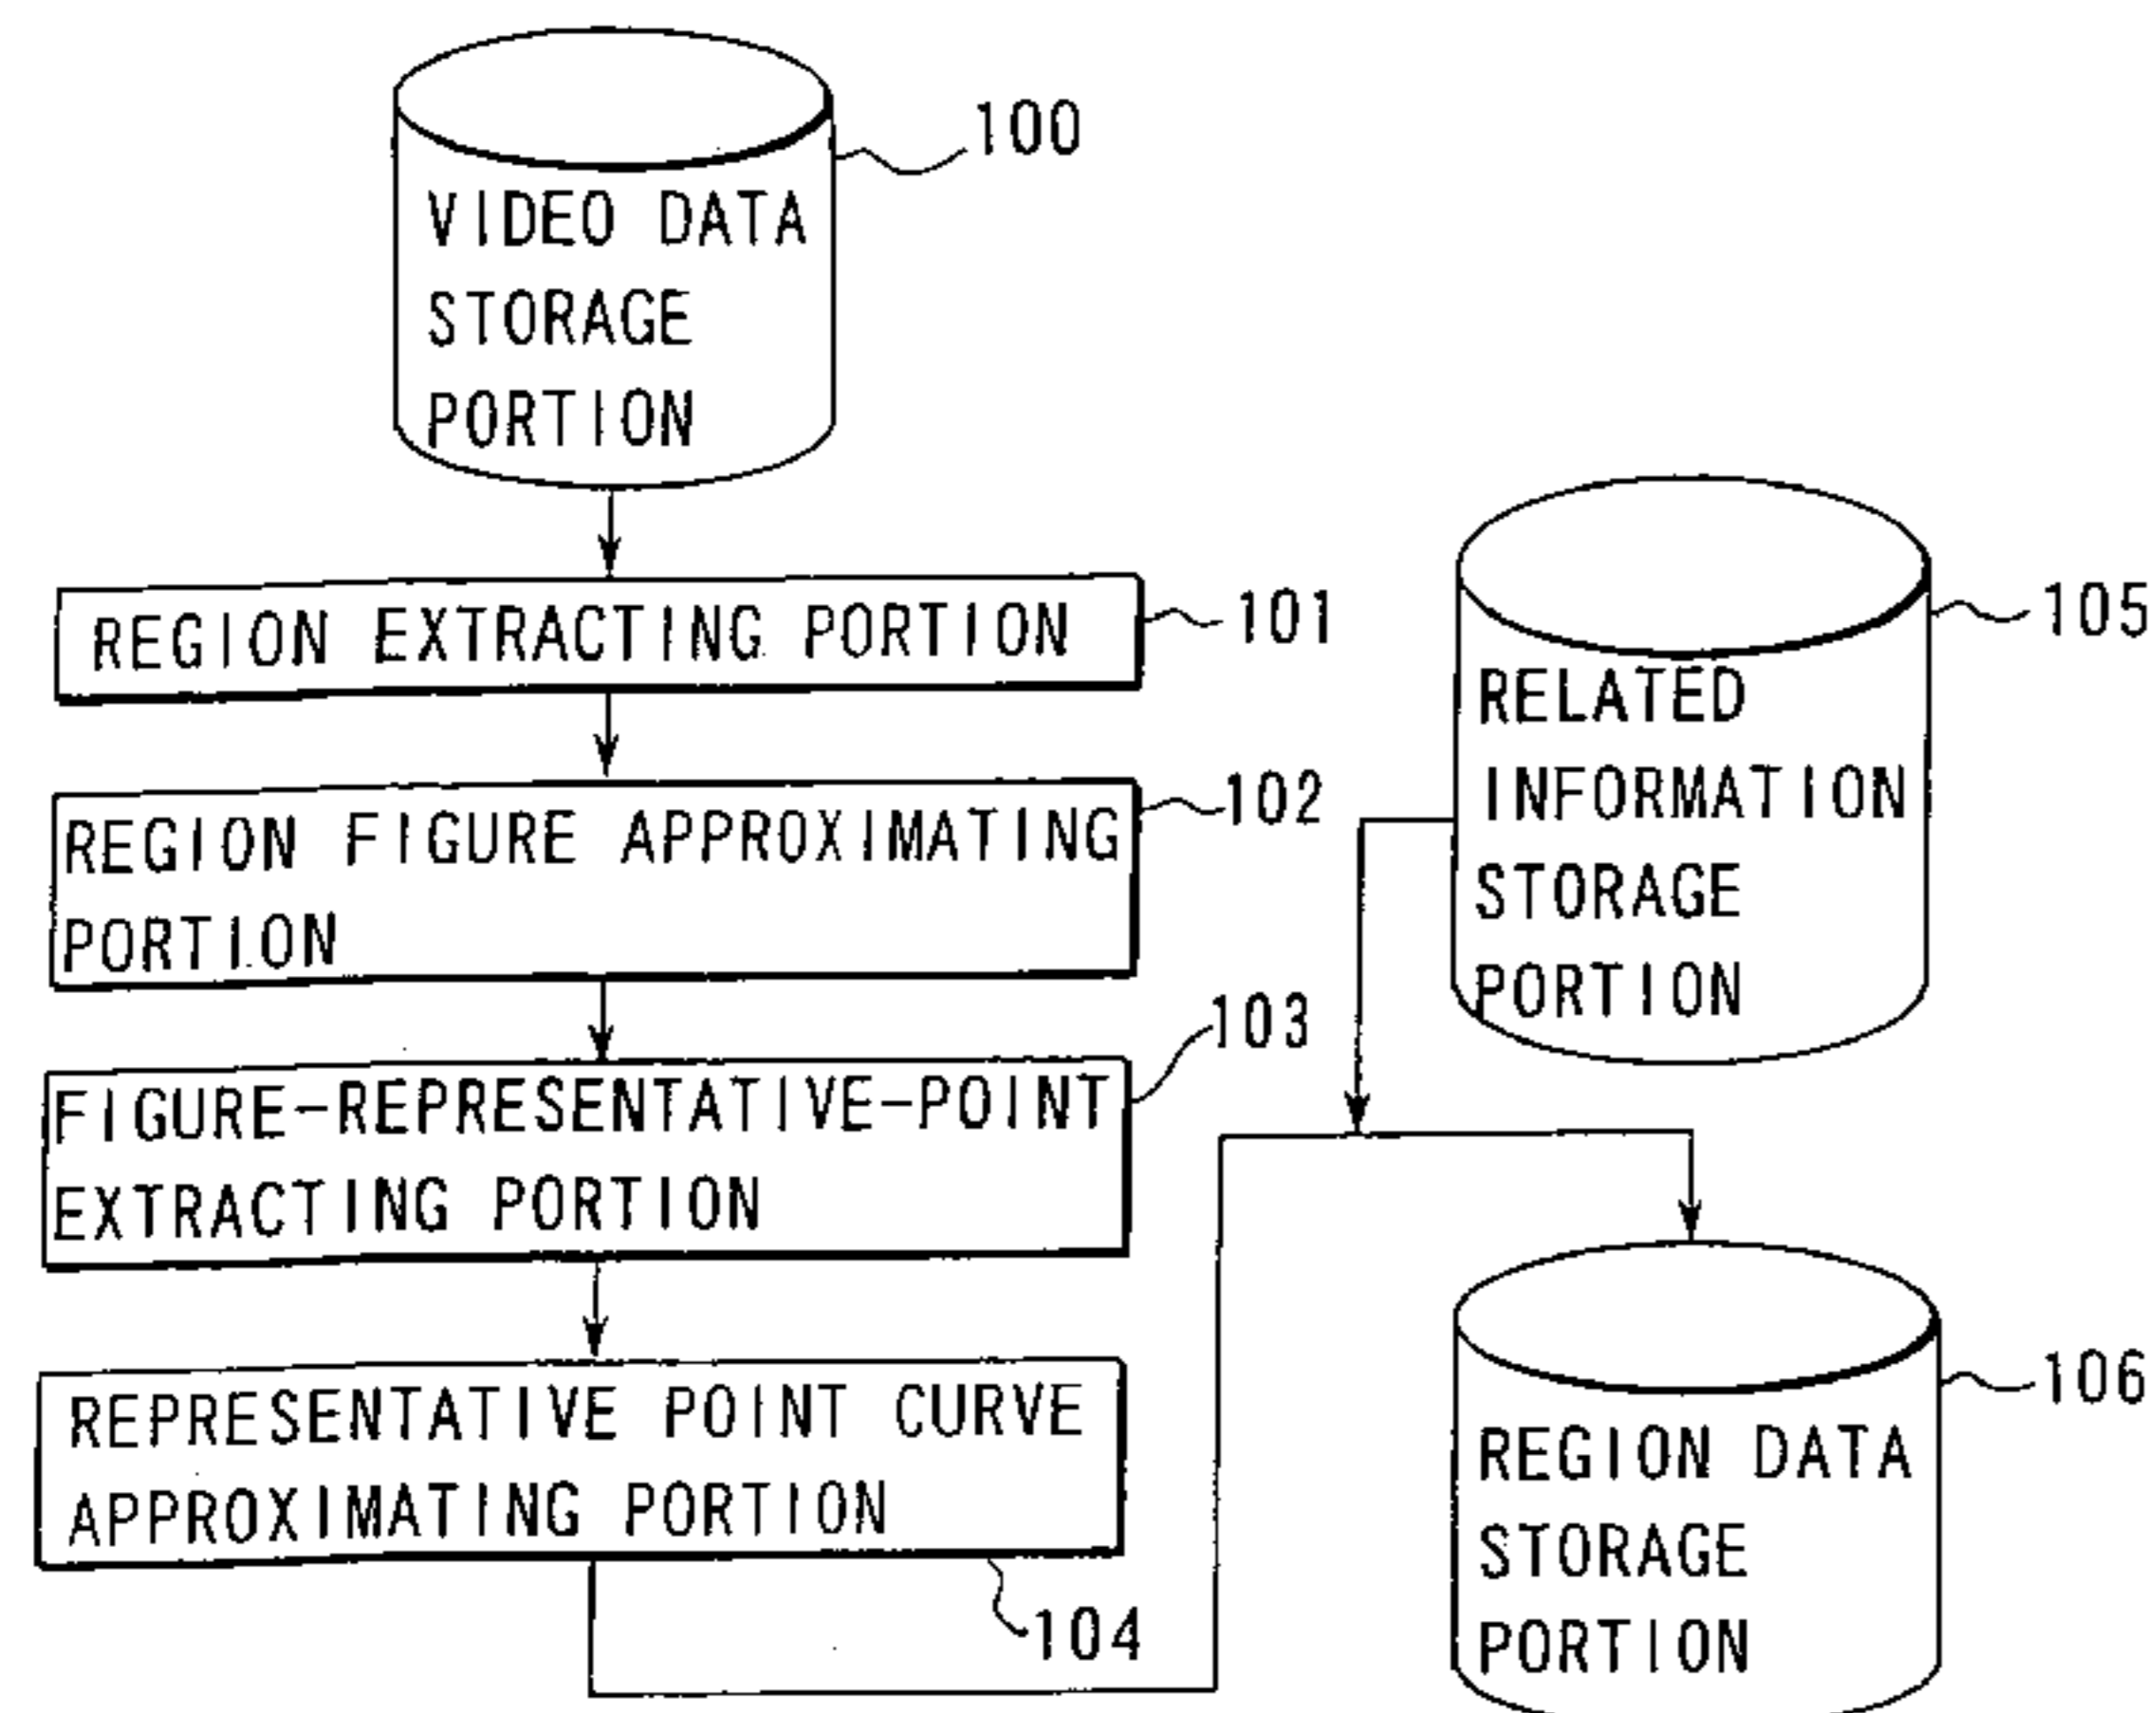 100
VIDEO DATA
STORAGE
PORTION
REGION EXTRACTING PORTION
101
REGION FIGURE APPROXIMATING
PORTION
102
FIGURE-REPRESENTATIVE-POINT
EXTRACTING PORTION
103
REPRESENTATIVE POINT CURVE
APPROXIMATING PORTION
104
105
RELATED
INFORMATION
STORAGE
PORTION
106
REGION DATA
STORAGE
PORTION